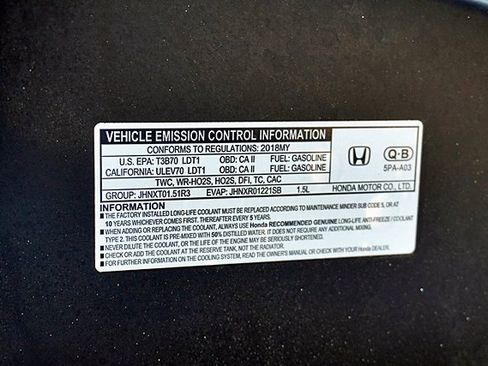 VEHICLE EMISSION CONTROL INFORMATION
CONFORMS TO REGULATIONS: 2018MY
U.S. EPA: T3B70 LDT1 OBD: CA II FUEL: GASOLINE
CALIFORNIA: ULEV70 LDT1 OBD: CA II FUEL: GASOLINE
TWC, WR-HO2S, HO2S, DFI, TC, CAC
GROUP: JHNXT01.51R3 EVAP: JHNXR01221SB 1.5L
Q-B
5PA-A03
HONDA MOTOR CO., LTD.
INFORMATION
■ THE FACTORY INSTALLED LONG-LIFE COOLANT MUST BE REPLACED ACCORDING TO MAINTENANCE MINDER SUB CODE 5, OR AT
10 YEARS WHICHEVER COMES FIRST. THEREAFTER EVERY 5 YEARS.
■ WHEN ADDING OR REPLACING THE COOLANT, ALWAYS USE Honda RECOMMENDED GENUINE LONG-LIFE ANTI-FREEZE / COOLANT
TYPE 2. THIS COOLANT IS PRE-MIXED WITH 50% DISTILLED WATER. IT DOES NOT REQUIRE ANY ADDITIONAL MIXING.
■ NEVER DILUTE THE COOLANT, OR THE LIFE OF THE ENGINE MAY BE SERIOUSLY SHORTENED.
■ CHECK OR ADD COOLANT AT THE RESERVE TANK, NOT THE RADIATOR.
■ FOR FURTHER INFORMATION ON THE COOLING SYSTEM, READ THE OWNER'S MANUAL OR CHECK WITH YOUR Honda DEALER.